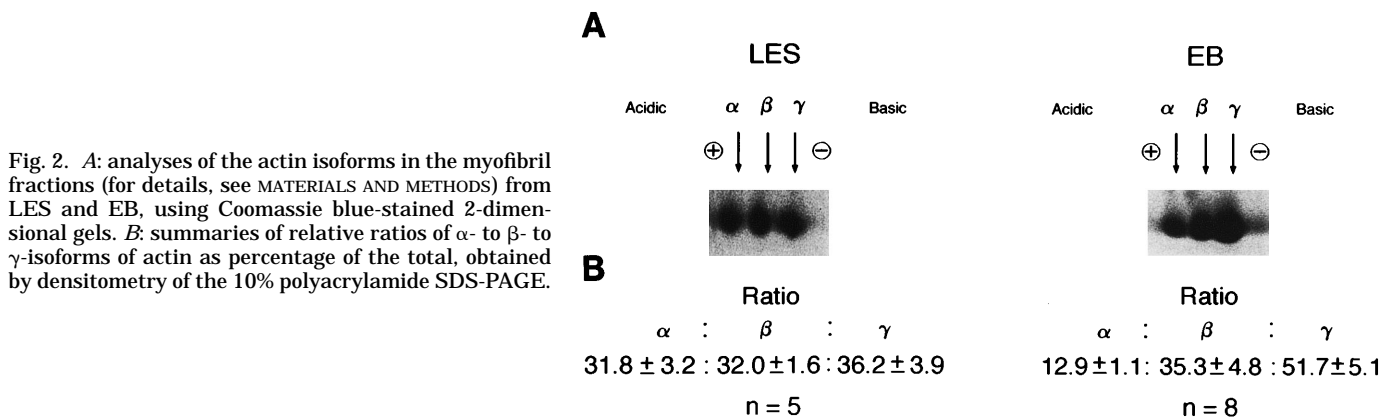 Fig. 2. A: analyses of the actin isoforms in the myofibril
fractions (for details, see MATERIALS AND METHODS) from
LES and EB, using Coomassie blue-stained 2-dimen-
sional gels. B: summaries of relative ratios of α- to β- to
γ-isoforms of actin as percentage of the total, obtained
by densitometry of the 10% polyacrylamide SDS-PAGE.
A
LES
Acidic α β γ Basic
⊕ ⊖
EB
Acidic α β γ Basic
⊕ ⊖
B
Ratio
α : β : γ
31.8 ± 3.2 : 32.0 ± 1.6 : 36.2 ± 3.9
n = 5
Ratio
α : β : γ
12.9 ± 1.1 : 35.3 ± 4.8 : 51.7 ± 5.1
n = 8